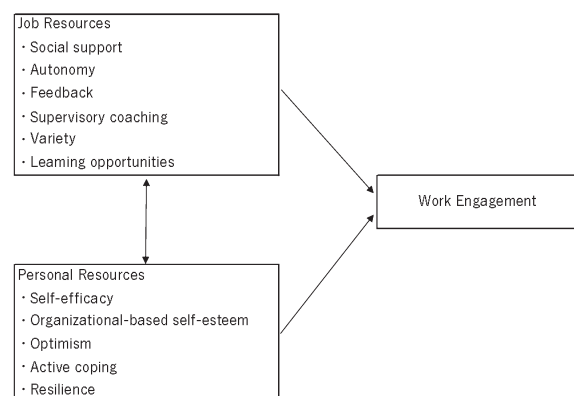 Job Resources
・Social support
・Autonomy
・Feedback
・Supervisory coaching
・Variety
・Learning opportunities
Work Engagement
Personal Resources
・Self-efficacy
・Organizational-based self-esteem
・Optimism
・Active coping
・Resilience